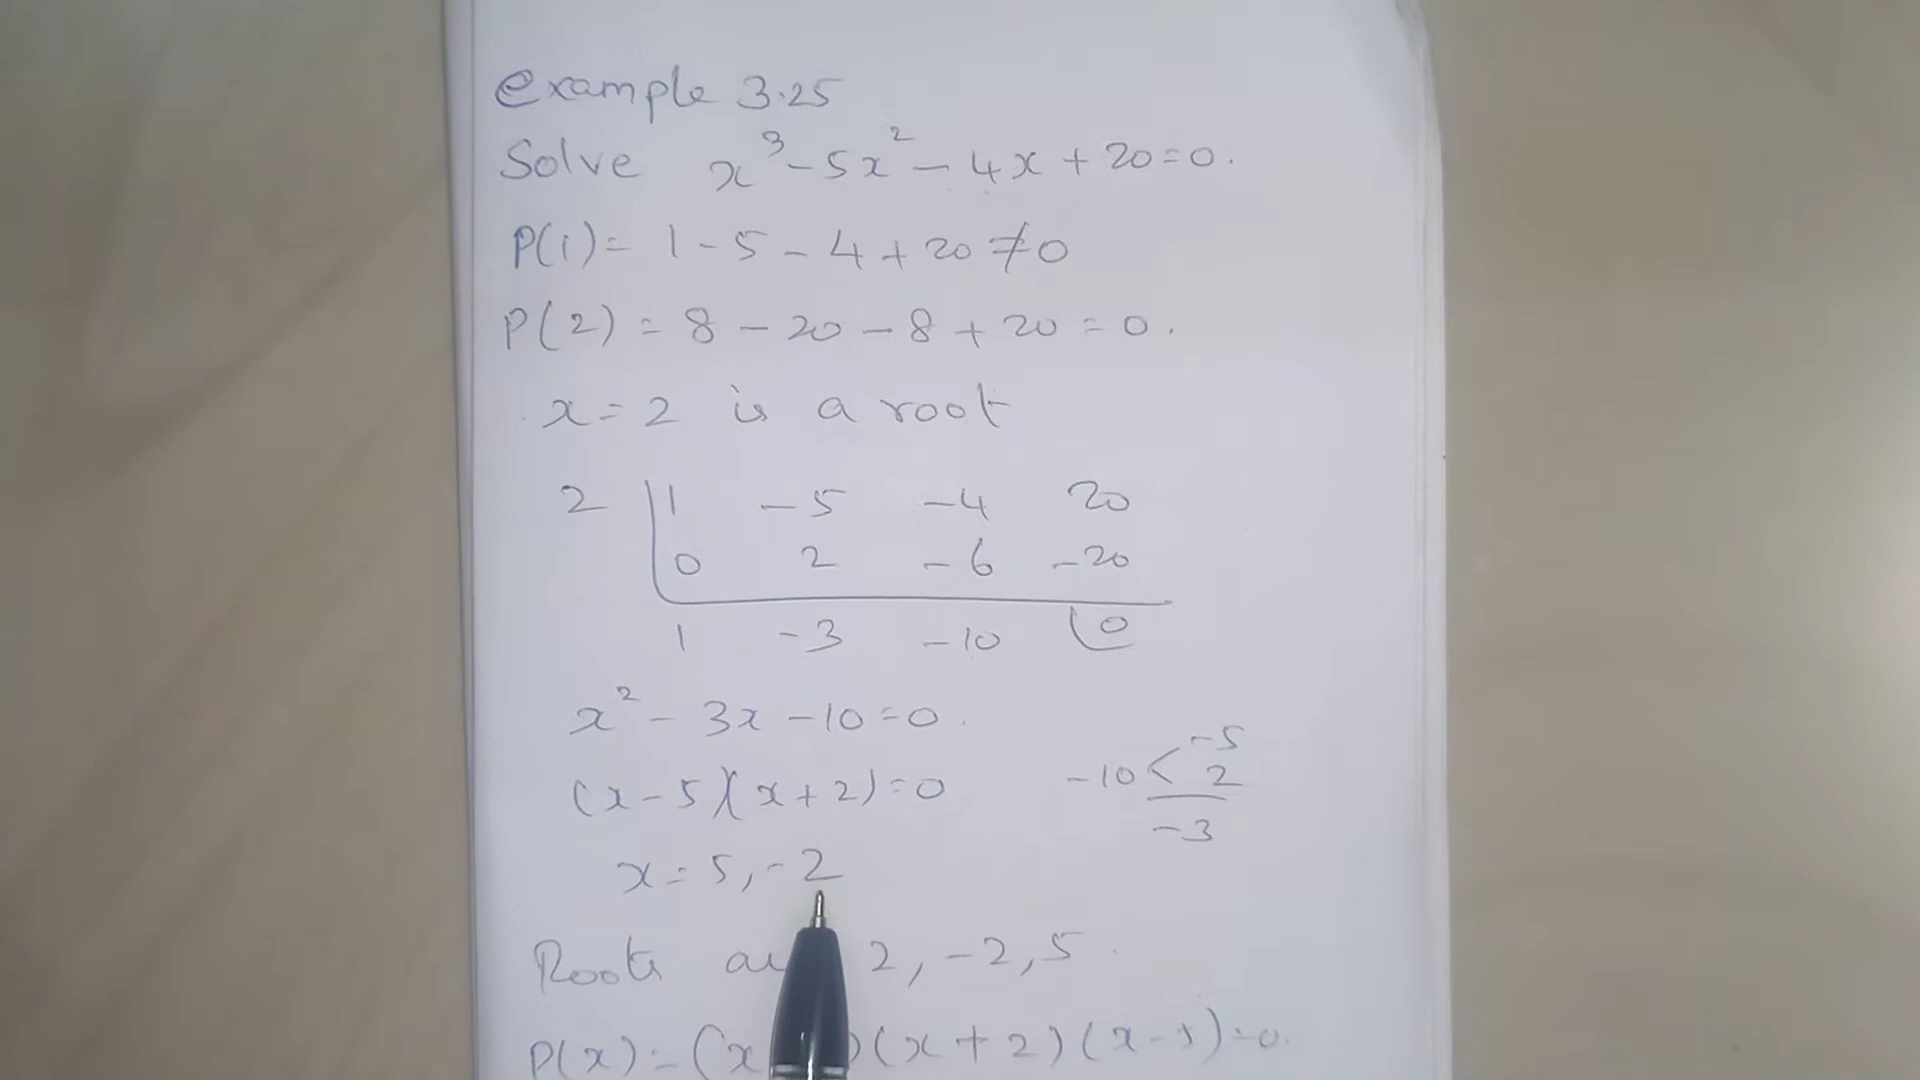 Example 3.25
Solve x³ - 5x² - 4x + 20 = 0.
P(1) = 1 - 5 - 4 + 20 ≠ 0
P(2) = 8 - 20 - 8 + 20 = 0.
x = 2 is a root
2 | 1 -5 -4 20
0 2 -6 -20
1 -3 -10 0
x² - 3x - 10 = 0.
(x - 5)(x + 2) = 0 -10 < -5 2
-3
x = 5, -2
Roots 2, -2, 5.
P(x) = (x )(x + 2)(x - 5) = 0.